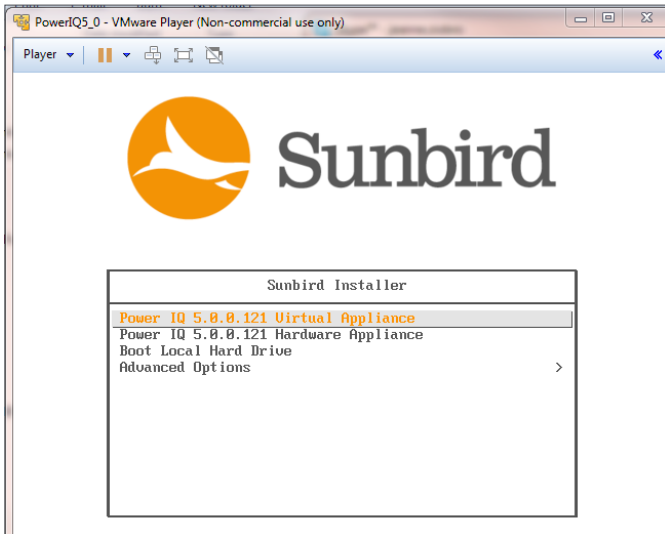 PowerIQ5_0 - VMware Player (Non-commercial use only)
Player
Sunbird
Sunbird Installer
Power IQ 5.0.0.121 Virtual Appliance
Power IQ 5.0.0.121 Hardware Appliance
Boot Local Hard Drive
Advanced Options >